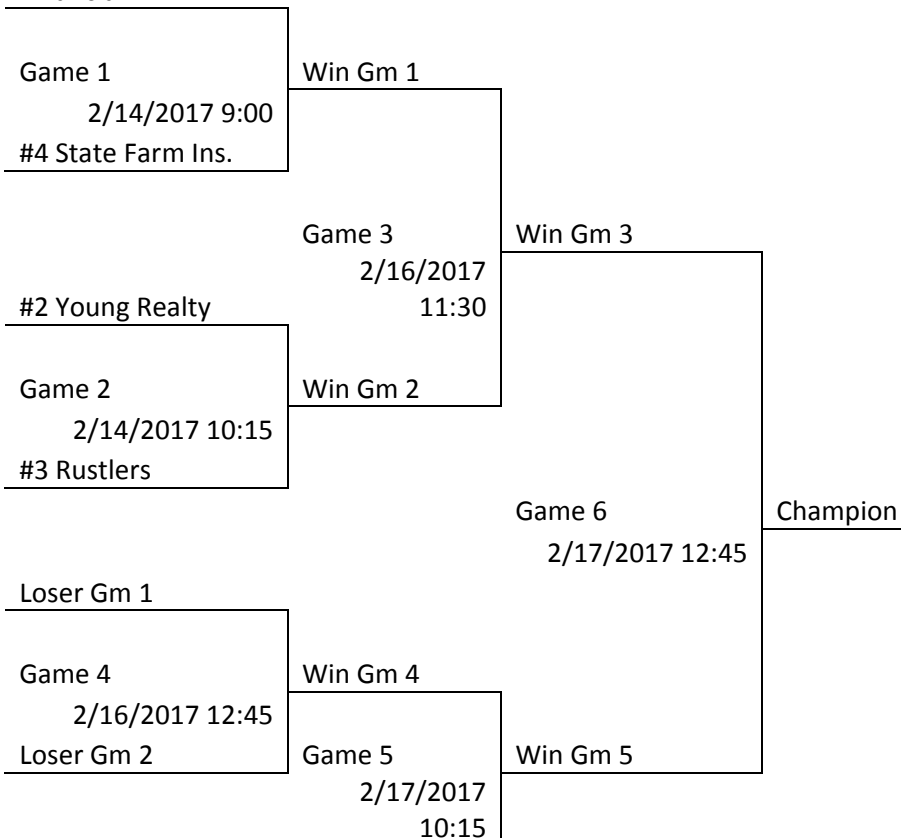 Game 1
Win Gm 1
2/14/2017 9:00
#4 State Farm Ins.
Game 3
Win Gm 3
2/16/2017
#2 Young Realty
11:30
Game 2
Win Gm 2
2/14/2017 10:15
#3 Rustlers
Game 6
Champion
2/17/2017 12:45
Loser Gm 1
Game 4
Win Gm 4
2/16/2017 12:45
Loser Gm 2
Game 5
Win Gm 5
2/17/2017
10:15